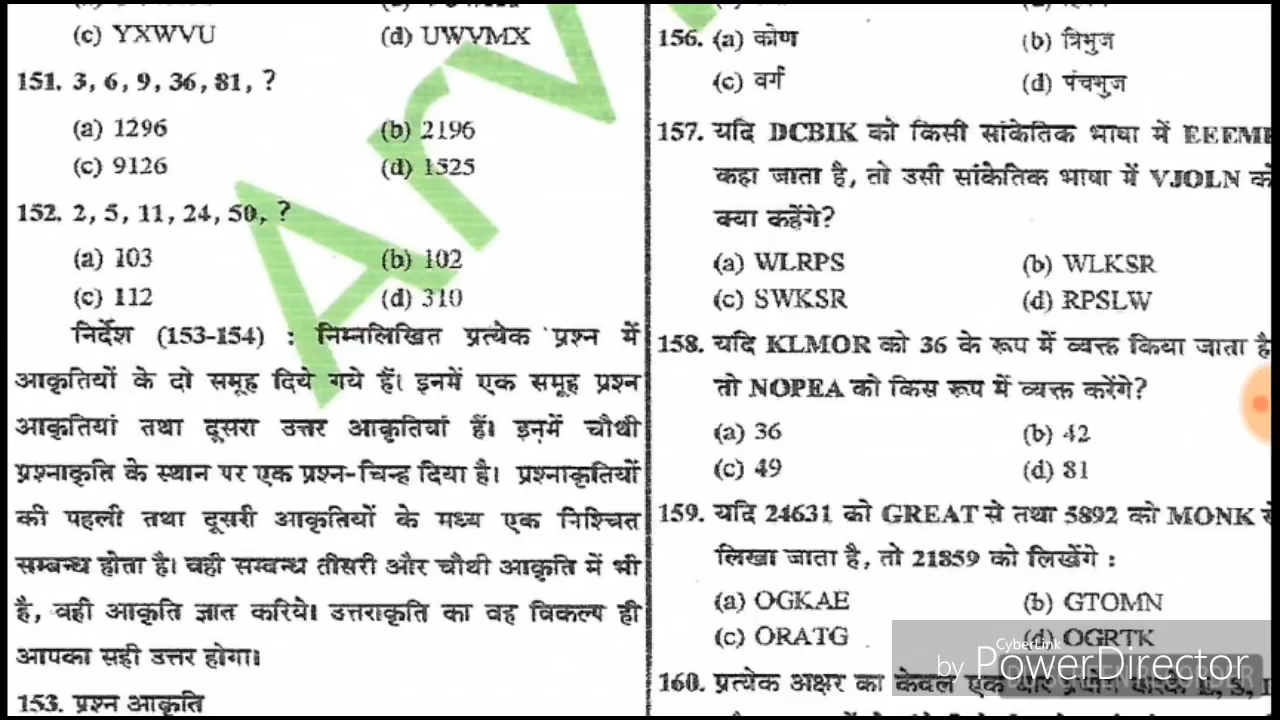 (c) YXWVU (d) UWVMX
151. 3, 6, 9, 36, 81, ?
(a) 1296 (b) 2196
(c) 9126 (d) 1525
152. 2, 5, 11, 24, 50, ?
(a) 103 (b) 102
(c) 112 (d) 310
निर्देश (153-154) : निम्नलिखित प्रत्येक प्रश्न में
आकृतियों के दो समूह दिये गये हैं। इनमें एक समूह प्रश्न
आकृतियां तथा दूसरा उत्तर आकृतियां हैं। इनमें चौथी
प्रश्नाकृति के स्थान पर एक प्रश्न-चिन्ह दिया है। प्रश्नाकृतियों
की पहली तथा दूसरी आकृतियों के मध्य एक निश्चित
सम्बन्ध होता है। वही सम्बन्ध तीसरी और चौथी आकृति में भी
है, वही आकृति ज्ञात करिये। उत्तराकृति का वह विकल्प ही
आपका सही उत्तर होगा।
153. प्रश्न आकृति
156. (a) कोण (b) त्रिभुज
(c) वर्ग (d) पंचभुज
157. यदि DCBIK को किसी सांकेतिक भाषा में EEEM
कहा जाता है, तो उसी सांकेतिक भाषा में VJOLN को
क्या कहेंगे?
(a) WLRPS (b) WLKSR
(c) SWKSR (d) RPSLW
158. यदि KLMOR को 36 के रूप में व्यक्त किया जाता है
तो NOPEA को किस रूप में व्यक्त करेंगे?
(a) 36 (b) 42
(c) 49 (d) 81
159. यदि 24631 को GREAT से तथा 5892 को MONK से
लिखा जाता है, तो 21859 को लिखेंगे :
(a) OGKAE (b) GTOMN
(c) ORATG (d) OGRTK
160. प्रत्येक अक्षर का केवल एक बार
Arv
CyberLink
by PowerDirector